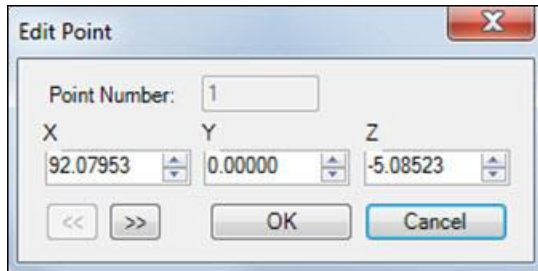 Edit Point
Point Number: 1
X Y Z
92.07953 0.00000 -5.08523
<< >> OK Cancel